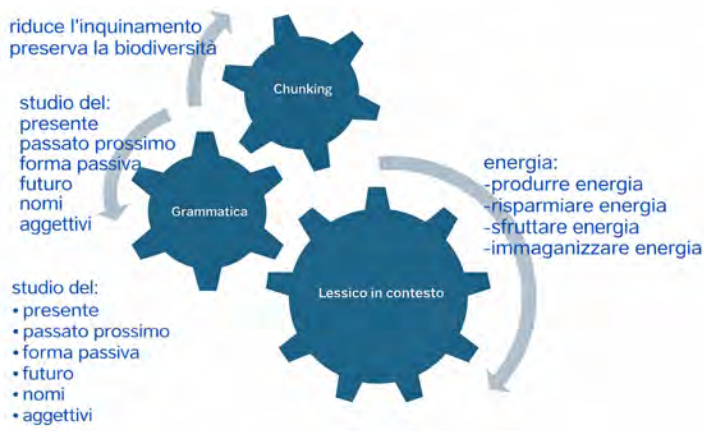 riduce l'inquinamento
preserva la biodiversità
Chunking
studio del:
presente
passato prossimo
forma passiva
futuro
nomi
aggettivi
Grammatica
energia:
-produrre energia
-risparmiare energia
-sfruttare energia
-immaganizzare energia
Lessico in contesto
studio del:
• presente
• passato prossimo
• forma passiva
• futuro
• nomi
• aggettivi